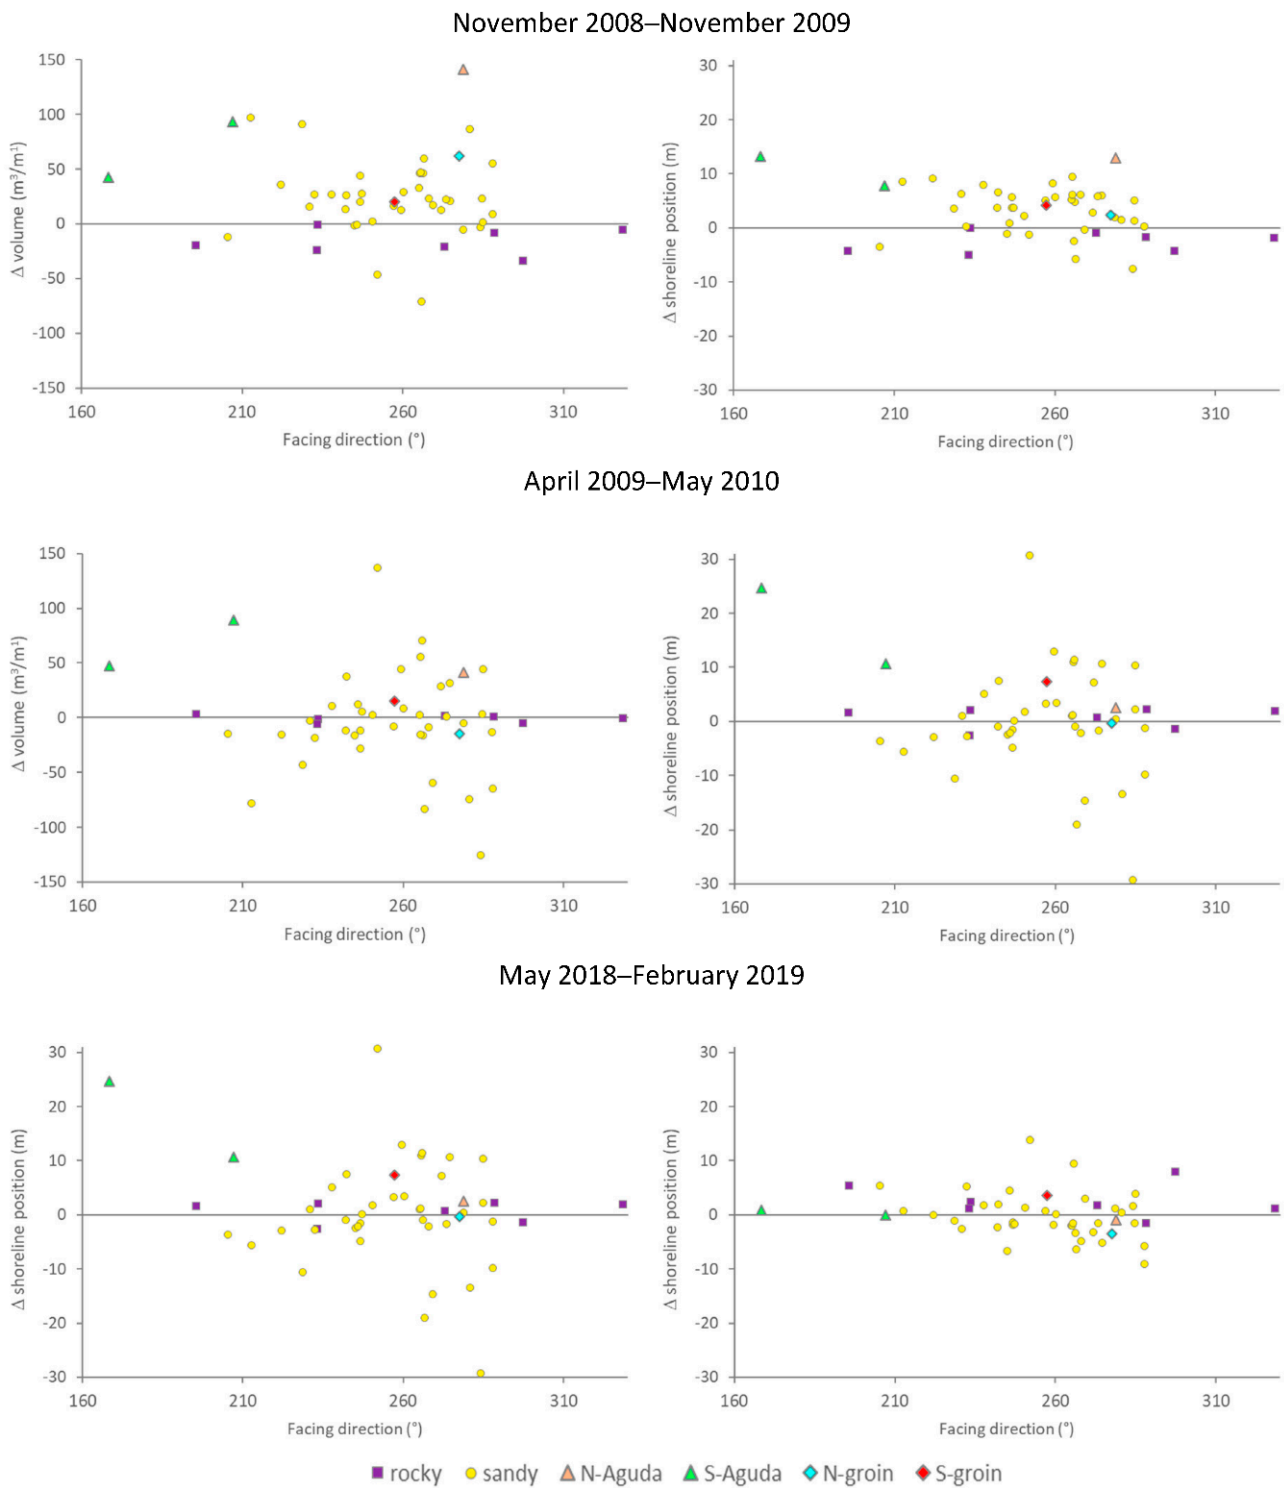 November 2008–November 2009
150
100
50
0
-50
-100
-150
Δ volume (m³/m¹)
160 210 260 310
Facing direction (°)
30
20
10
0
-10
-20
-30
Δ shoreline position (m)
160 210 260 310
Facing direction (°)
April 2009–May 2010
150
100
50
0
-50
-100
-150
Δ volume (m³/m¹)
160 210 260 310
Facing direction (°)
30
20
10
0
-10
-20
-30
Δ shoreline position (m)
160 210 260 310
Facing direction (°)
May 2018–February 2019
30
20
10
0
-10
-20
-30
Δ shoreline position (m)
160 210 260 310
Facing direction (°)
30
20
10
0
-10
-20
-30
Δ shoreline position (m)
160 210 260 310
Facing direction (°)
rocky sandy N-Aguda S-Aguda N-groin S-groin